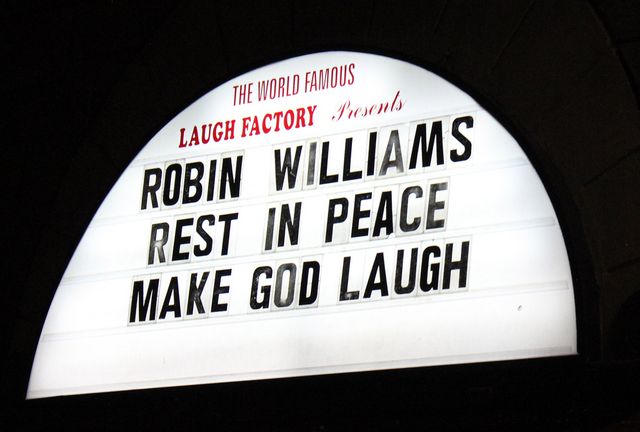 THE WORLD FAMOUS
LAUGH FACTORY Presents
ROBIN WILLIAMS
REST IN PEACE
MAKE GOD LAUGH